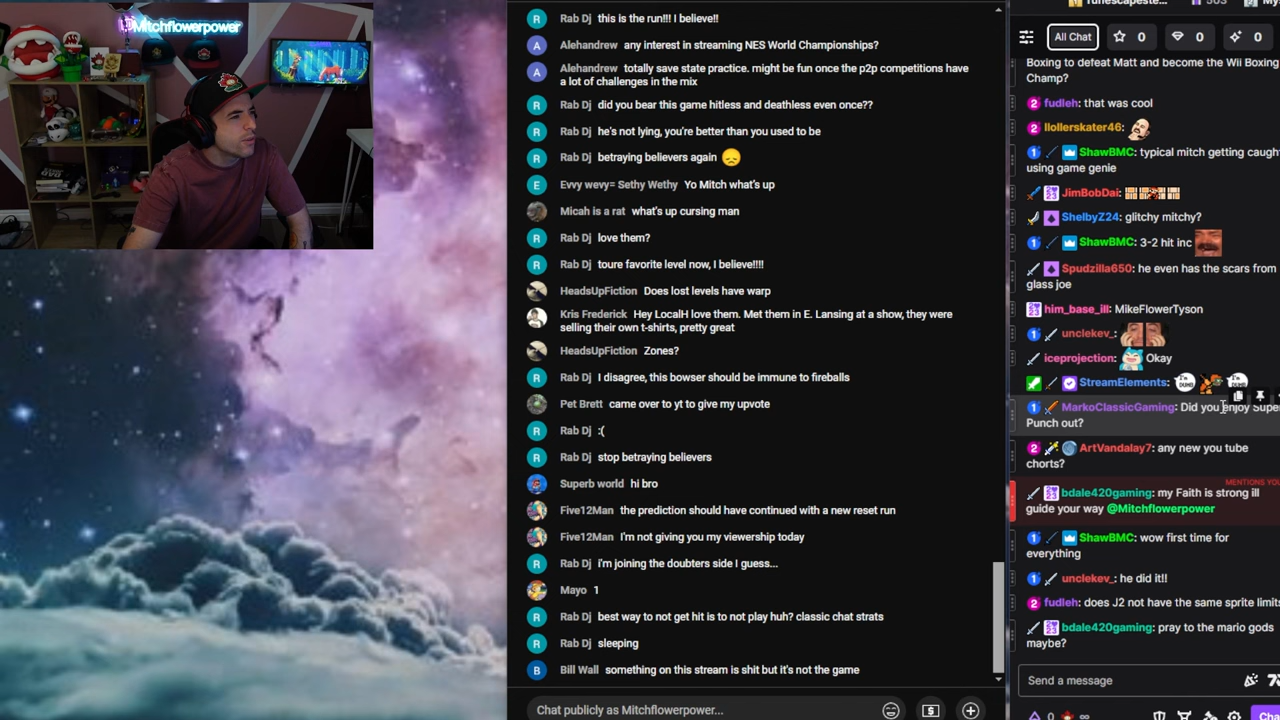 Mitchflowerpower
Rab Dj this is the run!!! I believe!!
Alehandrew any interest in streaming NES World Championships?
Alehandrew totally save state practice. might be fun once the p2p competitions have
a lot of challenges in the mix
Rab Dj did you bear this game hitless and deathless even once??
Rab Dj he's not lying, you're better than you used to be
Rab Dj betraying believers again
Evvy wevy= Sethy Wethy Yo Mitch what's up
Micah is a rat what's up cursing man
Rab Dj love them?
Rab Dj toure favorite level now, I believe!!!!
HeadsUpFiction Does lost levels have warp
Kris Frederick Hey LocalH love them. Met them in E. Lansing at a show, they were
selling their own t-shirts, pretty great
HeadsUpFiction Zones?
Rab Dj I disagree, this bowser should be immune to fireballs
Pet Brett came over to yt to give my upvote
Rab Dj :(
Rab Dj stop betraying believers
Superb world hi bro
Five12Man the prediction should have continued with a new reset run
Five12Man I'm not giving you my viewership today
Rab Dj i'm joining the doubters side I guess...
Mayo 1
Rab Dj best way to not get hit is to not play huh? classic chat strats
Rab Dj sleeping
Bill Wall something on this stream is shit but it's not the game
Chat publicly as Mitchflowerpower...
All Chat 0 0 0
Boxing to defeat Matt and become the Wii Boxing
Champ?
fudleh: that was cool
llollerskater46:
ShawBMC: typical mitch getting caught
using game genie
JimBobDai:
ShelbyZ24: glitchy mitchy?
ShawBMC: 3-2 hit inc
Spudzilla650: he even has the scars from
glass joe
him_base_ill: MikeFlowerTyson
unclekev_:
iceprojection: Okay
StreamElements:
MarkoClassicGaming: Did you enjoy Supe
Punch out?
ArtVandalay7: any new you tube
chorts?
MENTIONS YOU
bdale420gaming: my Faith is strong ill
guide your way @Mitchflowerpower
ShawBMC: wow first time for
everything
unclekev_: he did it!!
fudleh: does J2 not have the same sprite limits
bdale420gaming: pray to the mario gods
maybe?
Send a message
0